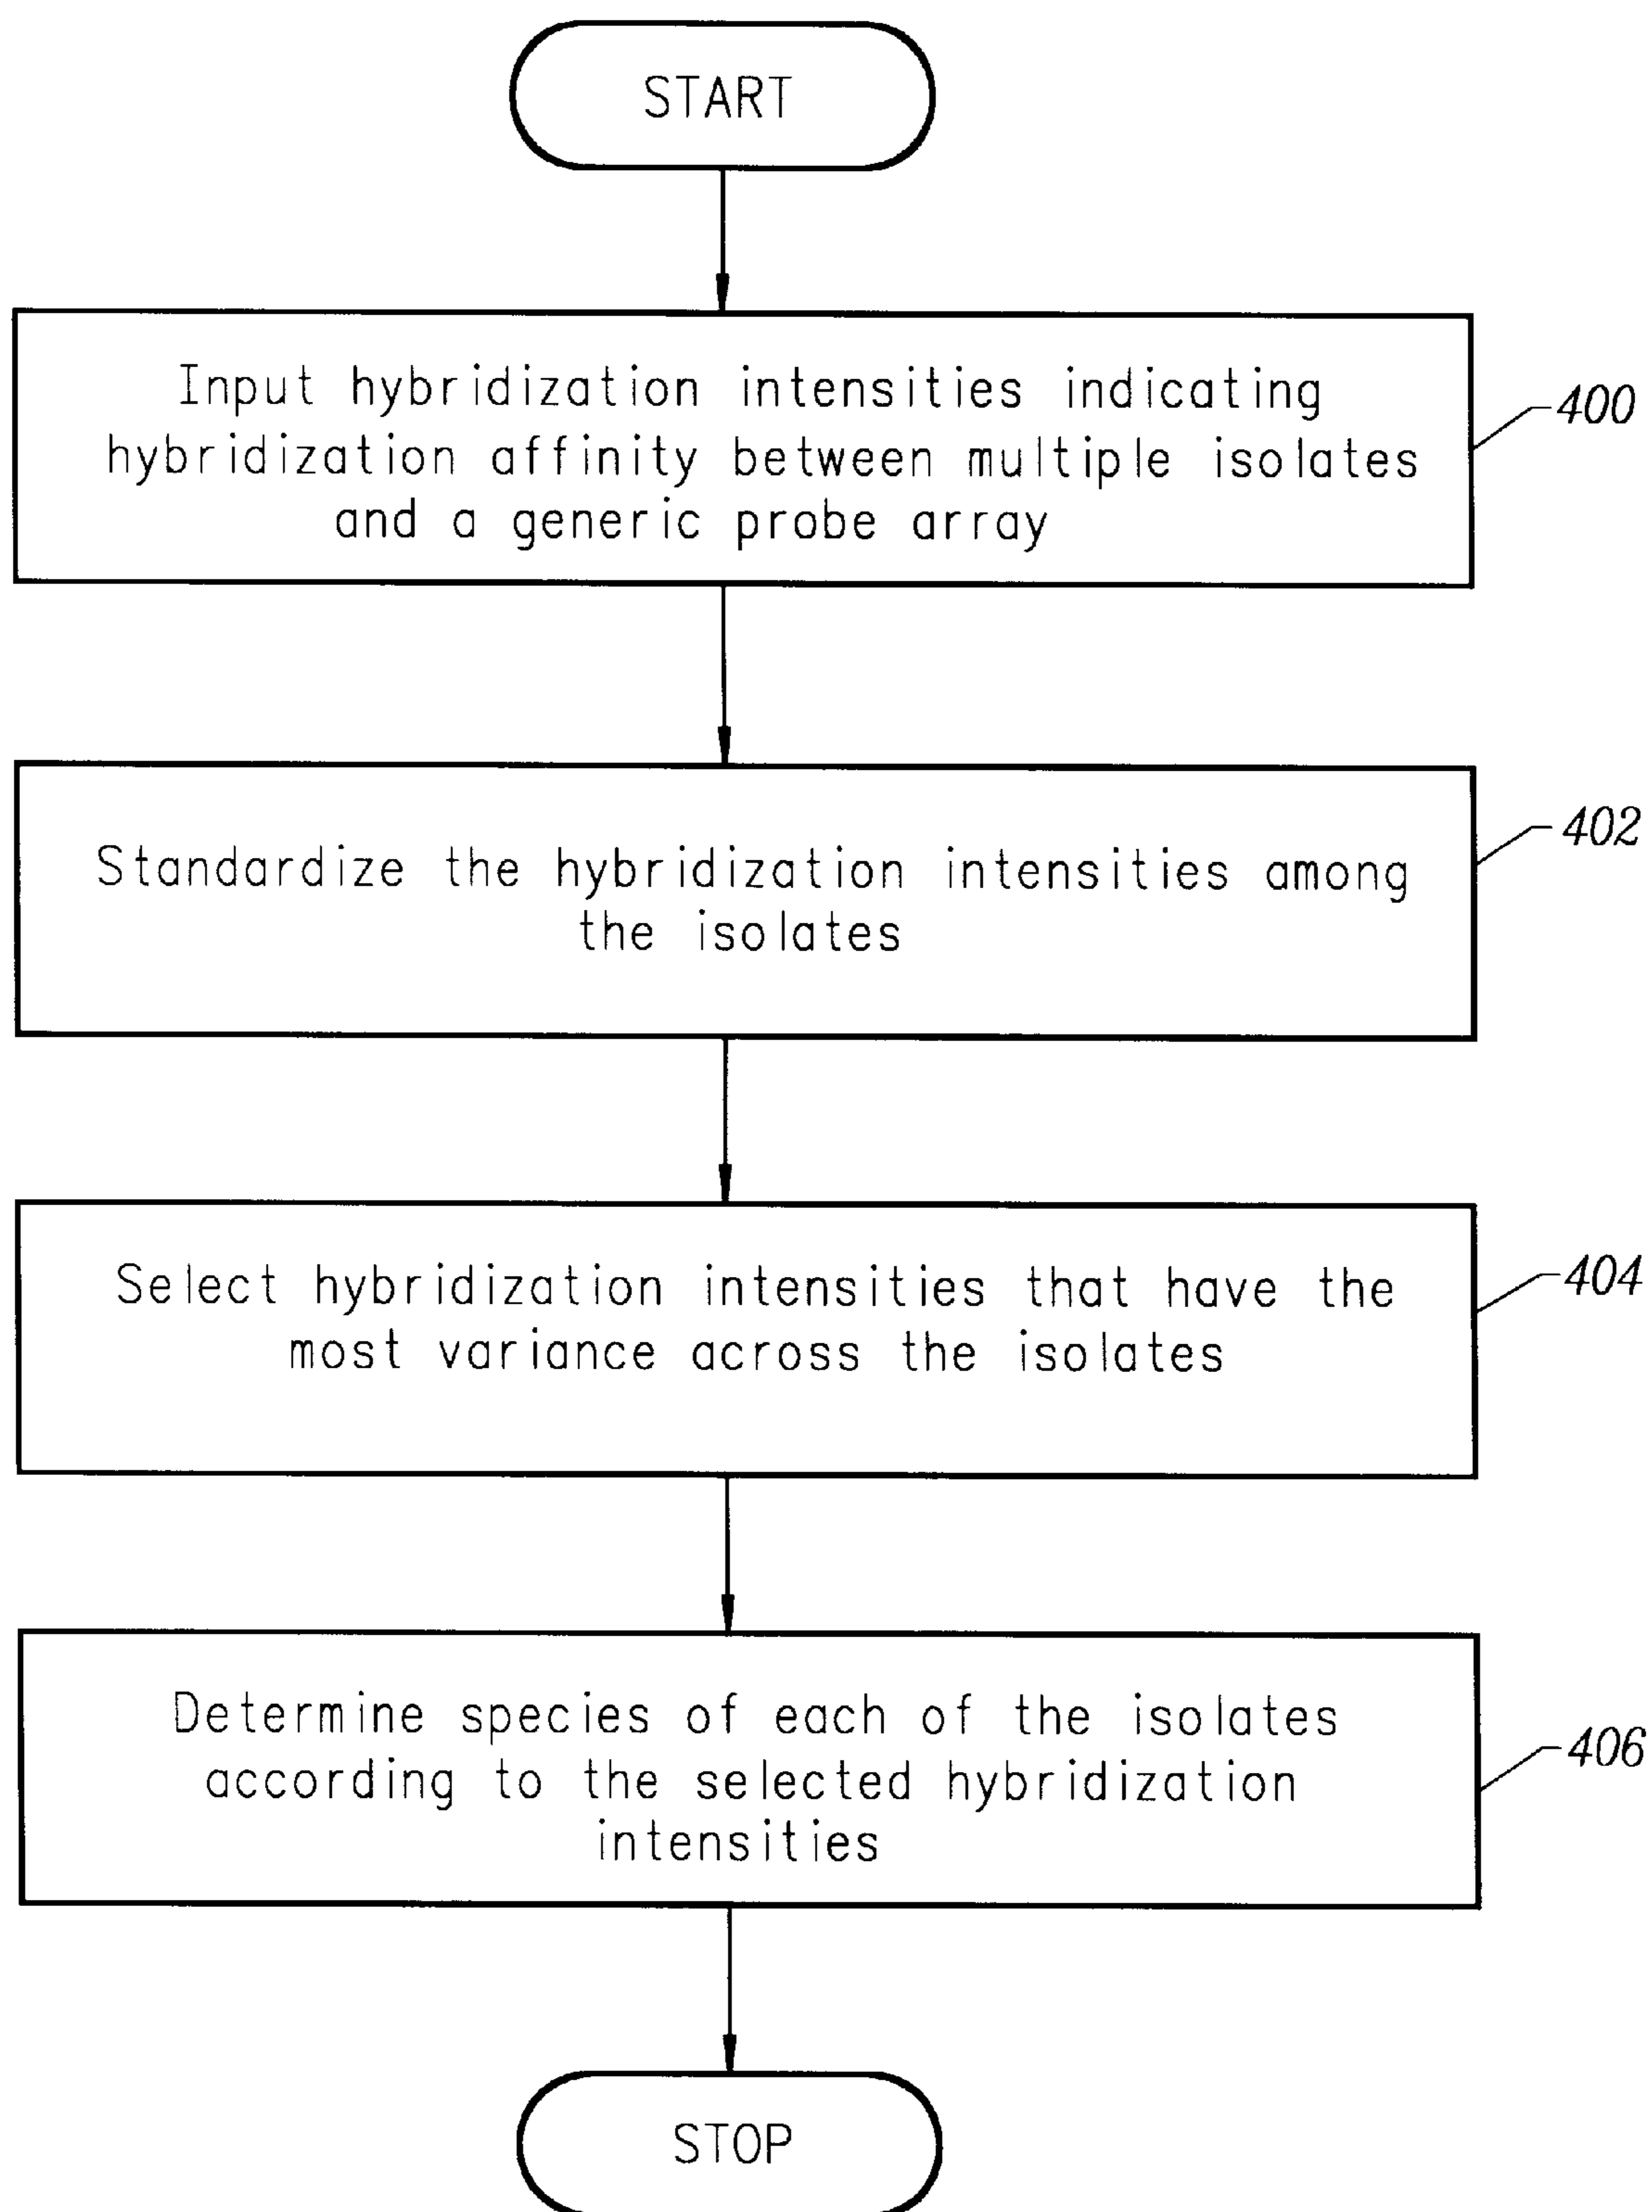 START
Input hybridization intensities indicating
hybridization affinity between multiple isolates
and a generic probe array
400
Standardize the hybridization intensities among
the isolates
402
Select hybridization intensities that have the
most variance across the isolates
404
Determine species of each of the isolates
according to the selected hybridization
intensities
406
STOP